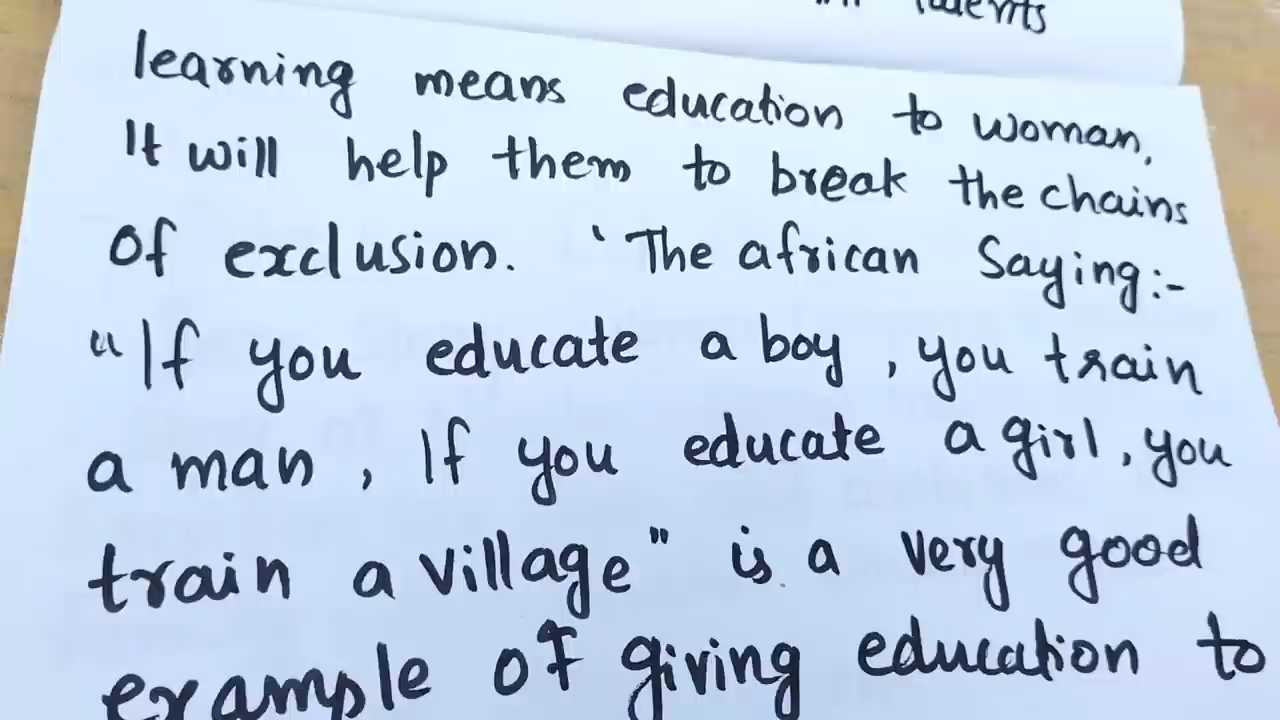 learning means education to woman.
It will help them to break the chains
Of exclusion. ‘The african Saying:-
“If you educate a boy, you train
a man, If you educate a girl, you
train a village” is a very good
example of giving education to